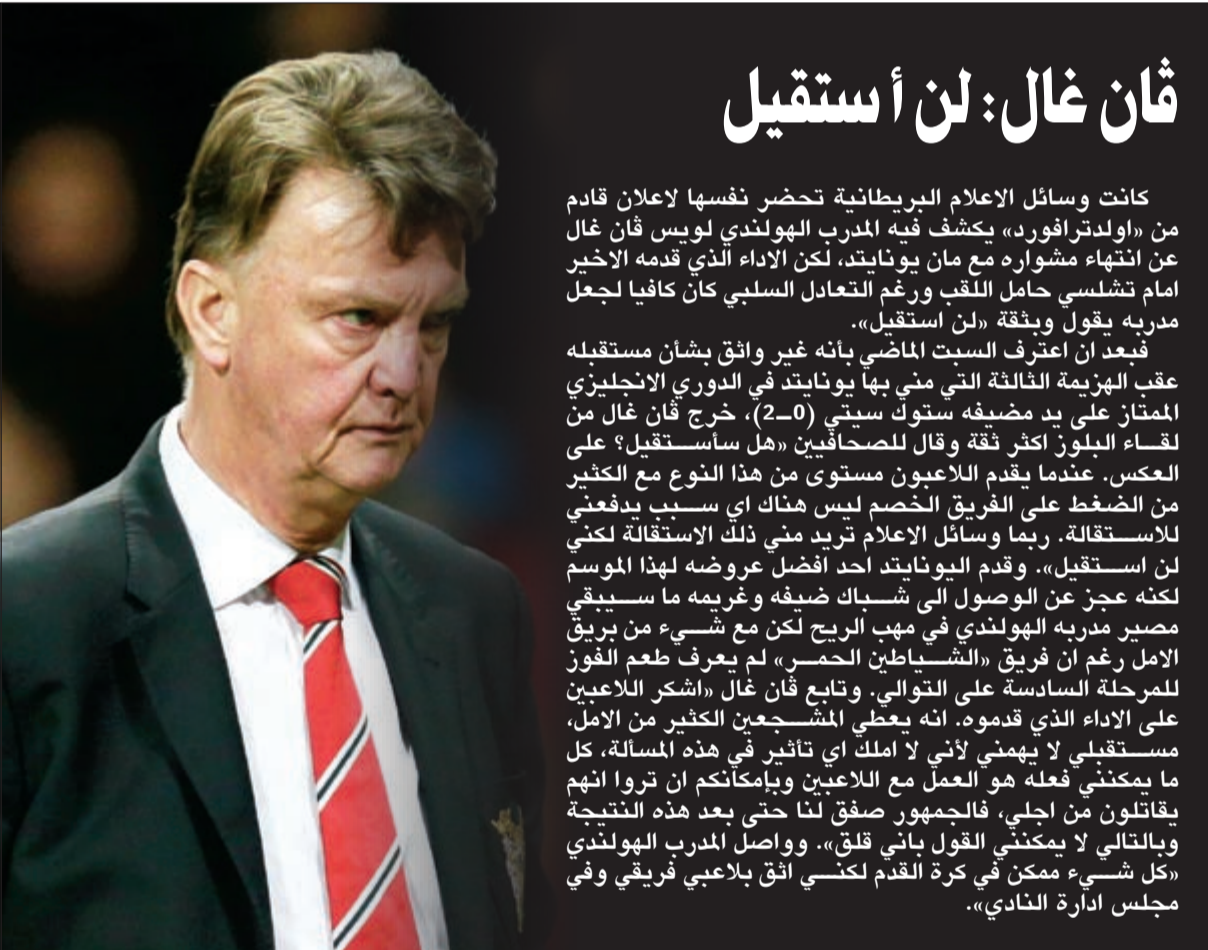 ڤان غال: لن أستقيل
كانت وسائل الاعلام البريطانية تحضر نفسها لاعلان قادم
من «اولدترافورد» يكشف فيه المدرب الهولندي لويس ڤان غال
عن انتهاء مشواره مع مان يونايتد، لكن الاداء الذي قدمه الاخير
امام تشلسي حامل اللقب ورغم التعادل السلبي كان كافيا لجعل
مدربه يقول وبثقة «لن استقيل».
فبعد ان اعترف السبت الماضي بأنه غير واثق بشأن مستقبله
عقب الهزيمة الثالثة التي مني بها يونايتد في الدوري الانجليزي
الممتاز على يد مضيفه ستوك سيتي (0-2)، خرج ڤان غال من
لقاء البلوز اكثر ثقة وقال للصحافيين «هل سأستقيل؟ على
العكس. عندما يقدم اللاعبون مستوى من هذا النوع مع الكثير
من الضغط على الفريق الخصم ليس هناك اي سبب يدفعني
للاستقالة. ربما وسائل الاعلام تريد مني ذلك الاستقالة لكني
لن استقيل». وقدم اليونايتد احد افضل عروضه لهذا الموسم
لكنه عجز عن الوصول الى شباك ضيفه وغريمه ما سيبقي
مصير مدربه الهولندي في مهب الريح لكن مع شيء من بريق
الامل رغم ان فريق «الشياطين الحمر» لم يعرف طعم الفوز
للمرحلة السادسة على التوالي. وتابع ڤان غال «اشكر اللاعبين
على الاداء الذي قدموه. انه يعطي المشجعين الكثير من الامل،
مستقبلي لا يهمني لأني لا املك اي تأثير في هذه المسألة، كل
ما يمكنني فعله هو العمل مع اللاعبين وبإمكانكم ان تروا انهم
يقاتلون من اجلي، فالجمهور صفق لنا حتى بعد هذه النتيجة
وبالتالي لا يمكنني القول باني قلق». وواصل المدرب الهولندي
«كل شيء ممكن في كرة القدم لكني اثق بلاعبي فريقي وفي
مجلس ادارة النادي».